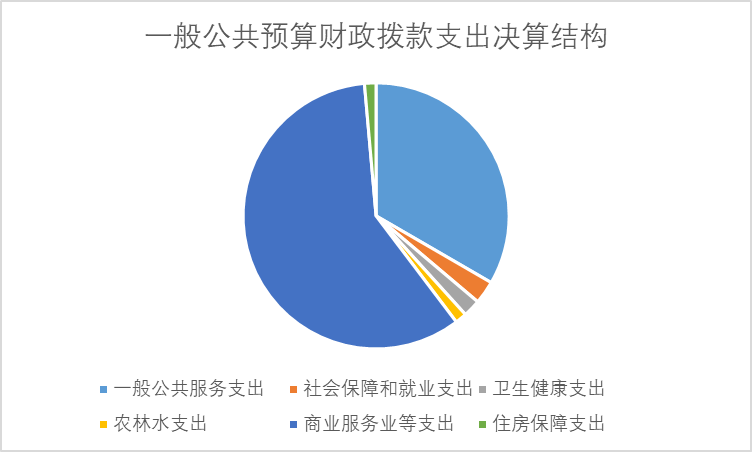 一般公共预算财政拨款支出决算结构
一般公共服务支出 社会保障和就业支出 卫生健康支出
农林水支出 商业服务业等支出 住房保障支出